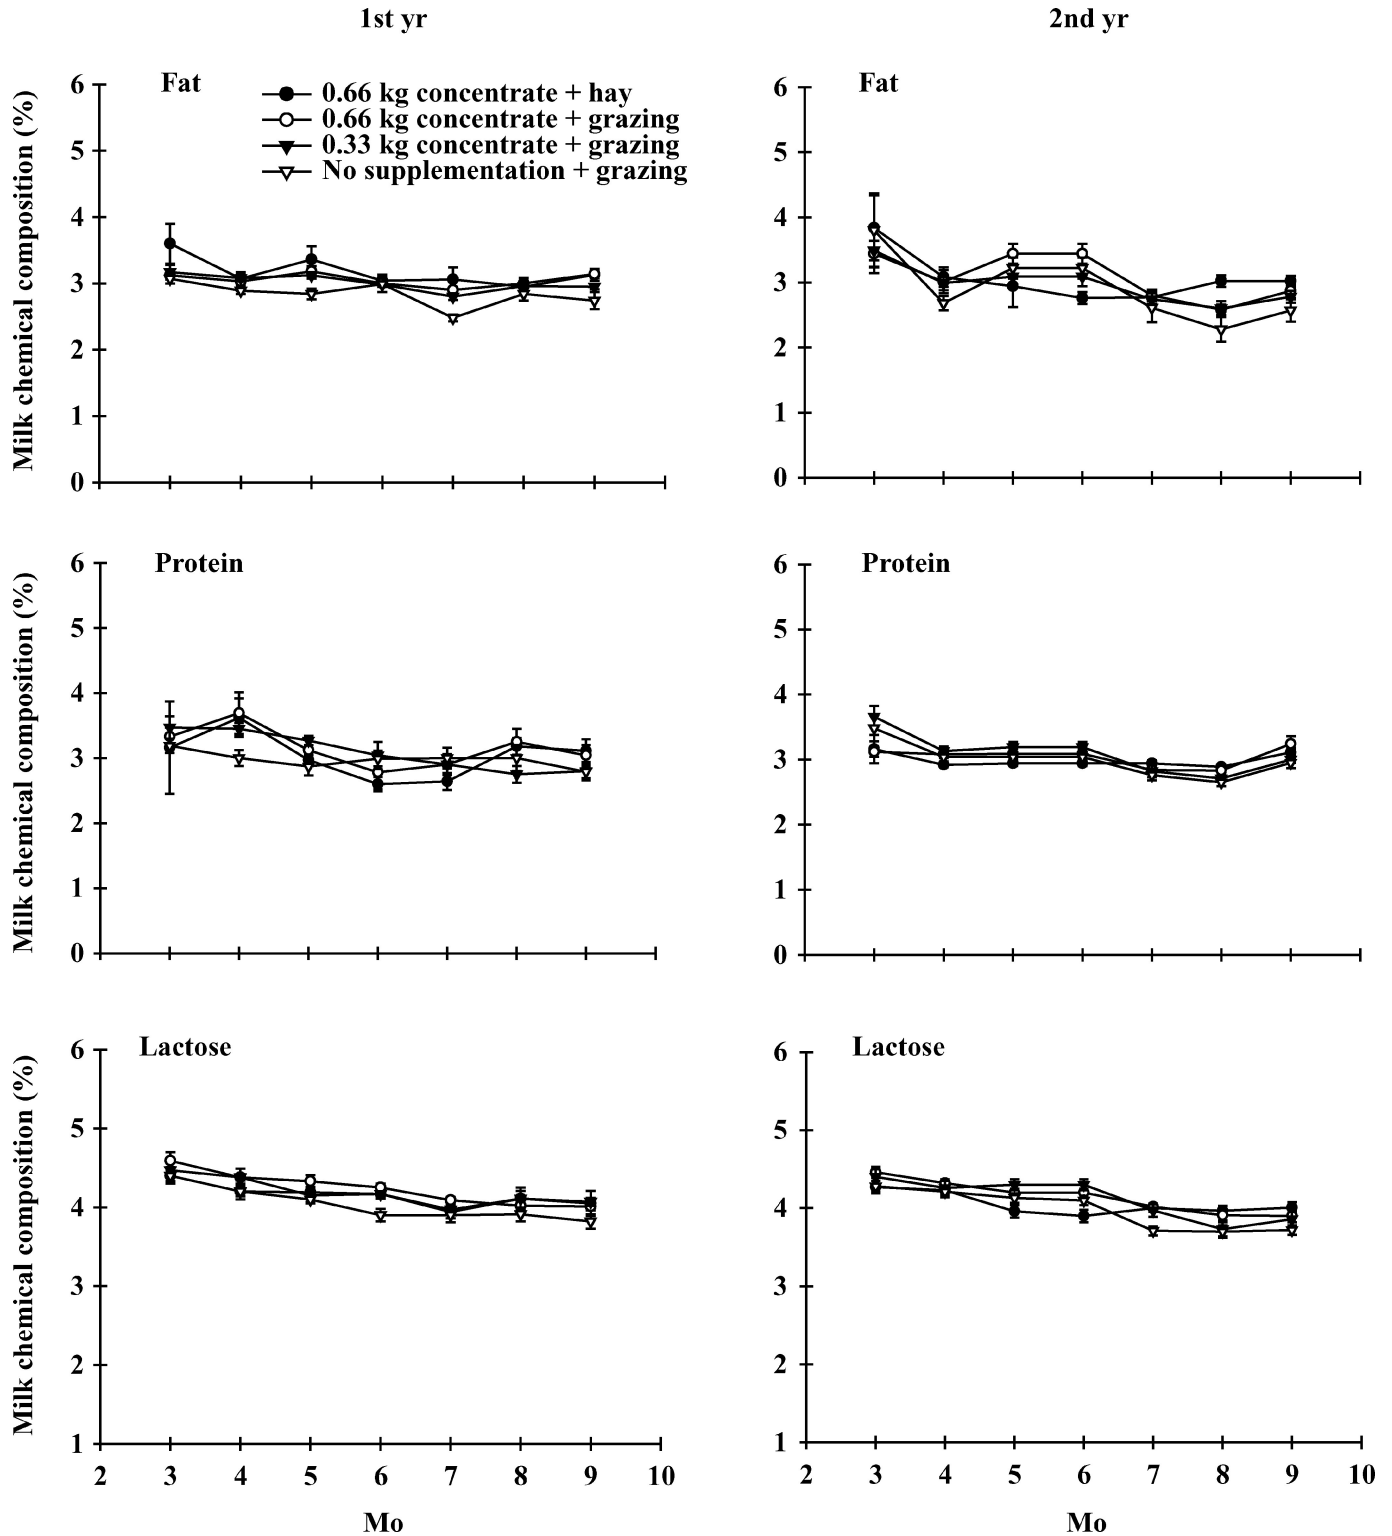 1st yr
2nd yr
Milk chemical composition (%)
Fat
0.66 kg concentrate + hay
0.66 kg concentrate + grazing
0.33 kg concentrate + grazing
No supplementation + grazing
6
5
4
3
2
1
0
Fat
6
5
4
3
2
1
0
Milk chemical composition (%)
Protein
6
5
4
3
2
1
0
Protein
6
5
4
3
2
1
0
Milk chemical composition (%)
Lactose
6
5
4
3
2
1
2 3 4 5 6 7 8 9 10
Mo
Lactose
6
5
4
3
2
1
2 3 4 5 6 7 8 9 10
Mo